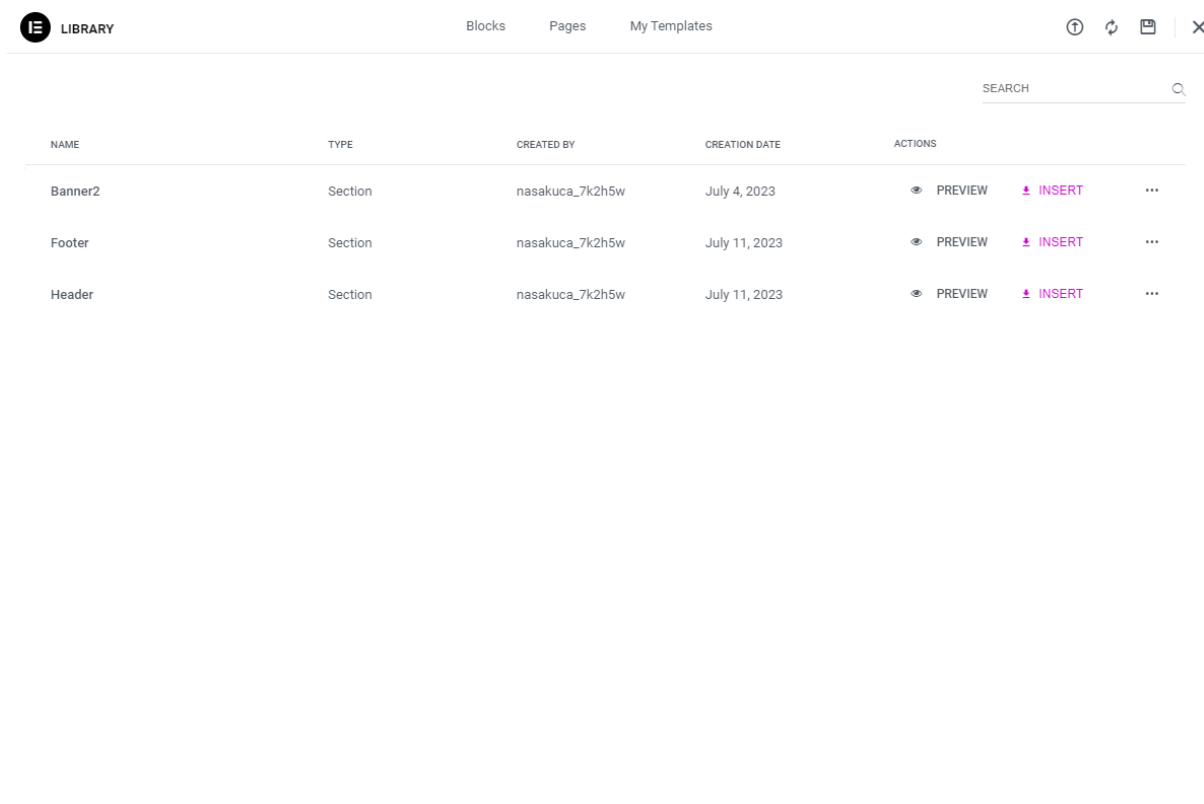 LIBRARY Blocks Pages My Templates
SEARCH
NAME TYPE CREATED BY CREATION DATE ACTIONS
Banner2 Section nasakuca_7k2h5w July 4, 2023 PREVIEW INSERT
Footer Section nasakuca_7k2h5w July 11, 2023 PREVIEW INSERT
Header Section nasakuca_7k2h5w July 11, 2023 PREVIEW INSERT